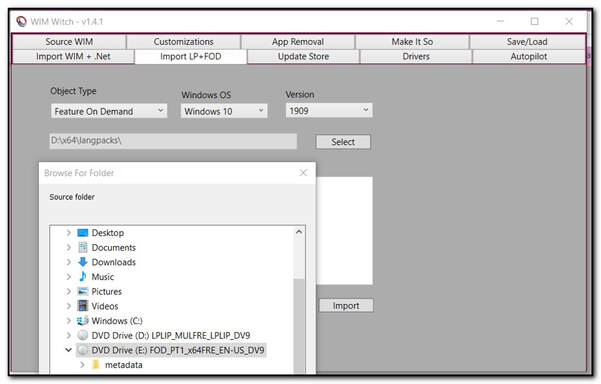 WIM Witch - v1.4.1
Source WIM Customizations App Removal Make It So Save/Load
Import WIM + .Net Import LP+FOD Update Store Drivers Autopilot
Object Type Windows OS Version
Feature On Demand Windows 10 1909
D:\x64\langpacks\ Select
Browse For Folder
Source folder
Desktop
Documents
Downloads
Music
Pictures
Videos
Windows (C:)
Import
DVD Drive (D:) LPLIP_MULFRE_LPLIP_DV9
DVD Drive (E:) FOD_PT1_x64FRE_EN-US_DV9
metadata